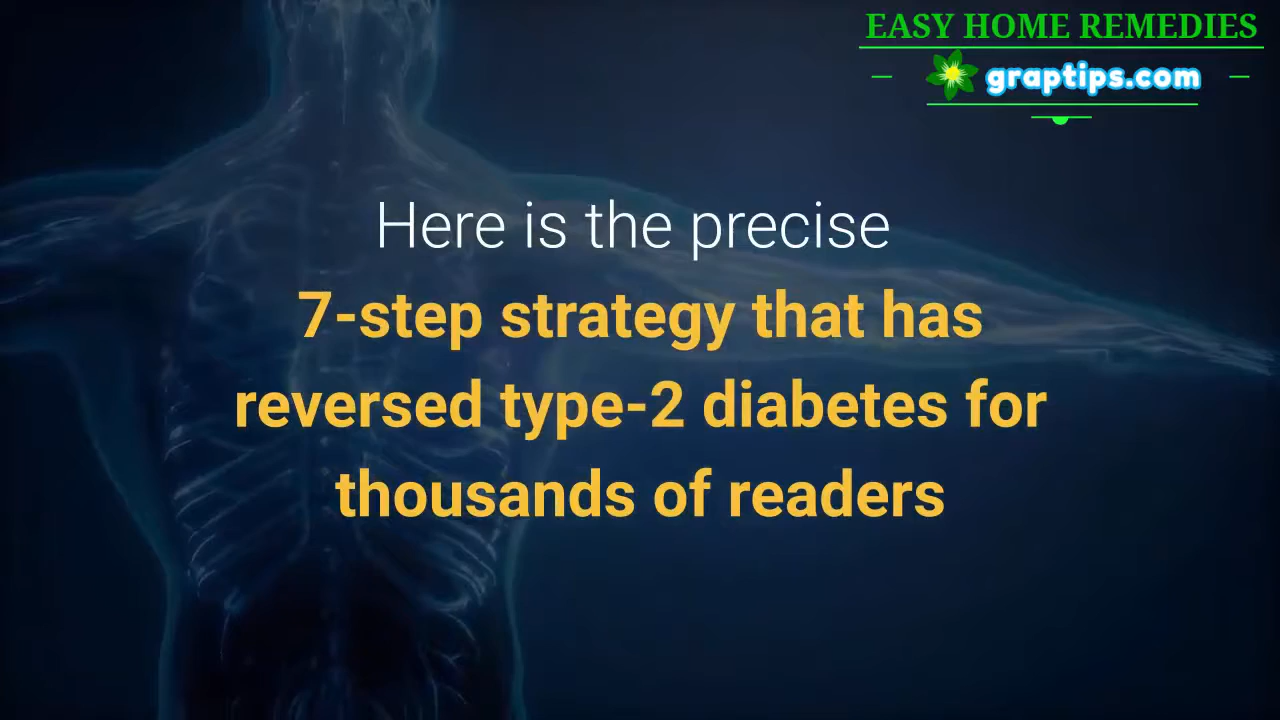 EASY HOME REMEDIES
graptips.com
Here is the precise
7-step strategy that has
reversed type-2 diabetes for
thousands of readers